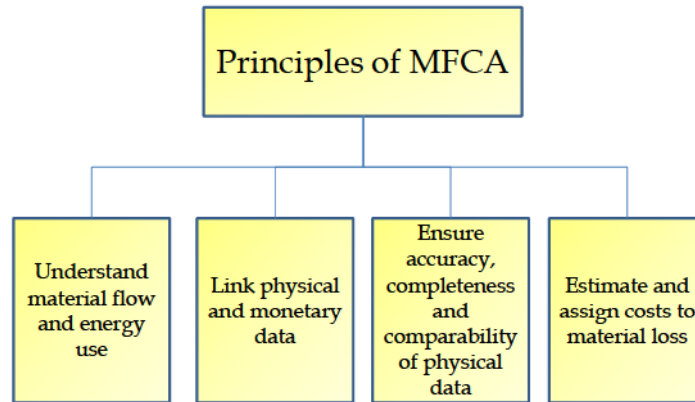 Principles of MFCA
Understand
material flow
and energy
use
Link physical
and monetary
data
Ensure
accuracy,
completeness
and
comparability
of physical
data
Estimate and
assign costs to
material loss